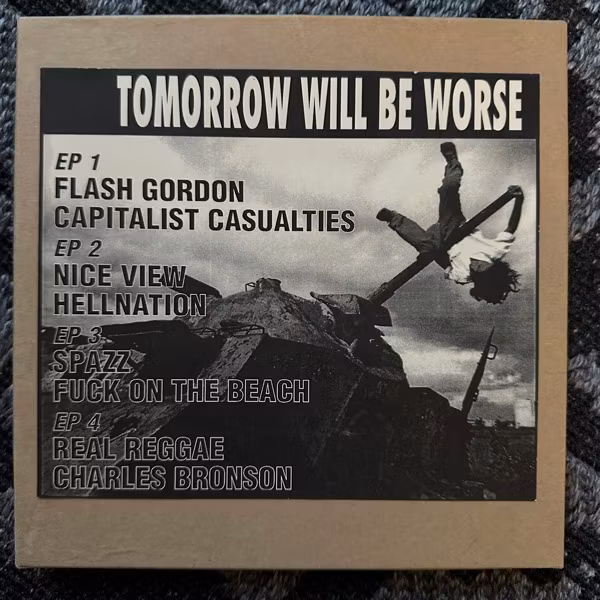 TOMORROW WILL BE WORSE
EP 1
FLASH GORDON
CAPITALIST CASUALTIES
EP 2
NICE VIEW
HELLNATION
EP 3
SPAZZ
FUCK ON THE BEACH
EP 4
REAL REGGAE
CHARLES BRONSON